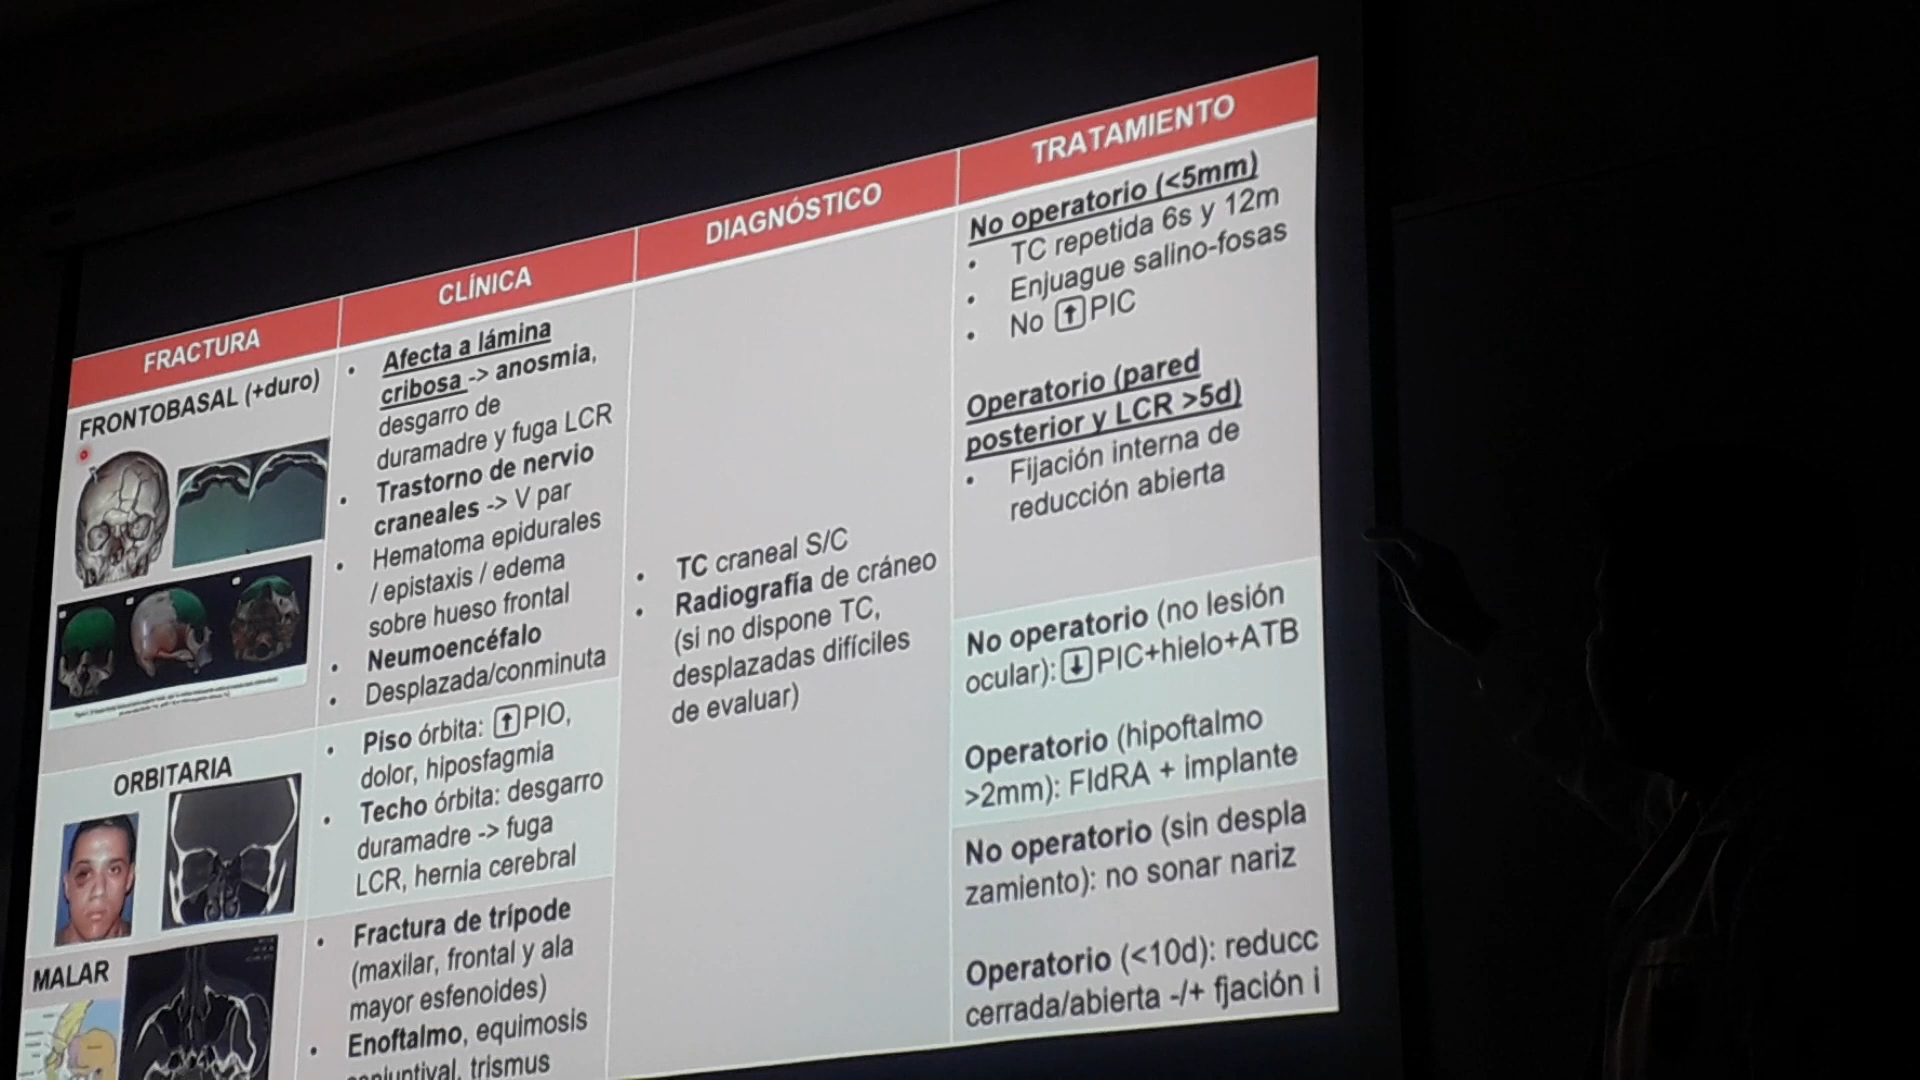 FRACTURA
CLÍNICA
DIAGNÓSTICO
TRATAMIENTO
FRONTOBASAL (+duro)
• Afecta a lámina
cribosa -> anosmia,
desgarro de
duramadre y fuga LCR
• Trastorno de nervio
craneales -> V par
• Hematoma epidurales
/ epistaxis / edema
sobre hueso frontal
• Neumoencéfalo
• Desplazada/conminuta
• TC craneal S/C
• Radiografía de cráneo
(si no dispone TC,
desplazadas difíciles
de evaluar)
No operatorio (<5mm)
• TC repetida 6s y 12m
• Enjuague salino-fosas
• No ↑ PIC
Operatorio (pared
posterior y LCR >5d)
• Fijación interna de
reducción abierta
ORBITARIA
• Piso órbita: ↑ PIO,
dolor, hiposfagmia
• Techo órbita: desgarro
duramadre -> fuga
LCR, hernia cerebral
No operatorio (no lesión
ocular): ↓ PIC+hielo+ATB
Operatorio (hipoftalmo
>2mm): FIdRA + implante
MALAR
• Fractura de trípode
(maxilar, frontal y ala
mayor esfenoides)
• Enoftalmo, equimosis
conjuntival, trismus
No operatorio (sin despla
zamiento): no sonar nariz
Operatorio (<10d): reducc
cerrada/abierta -/+ fjación i